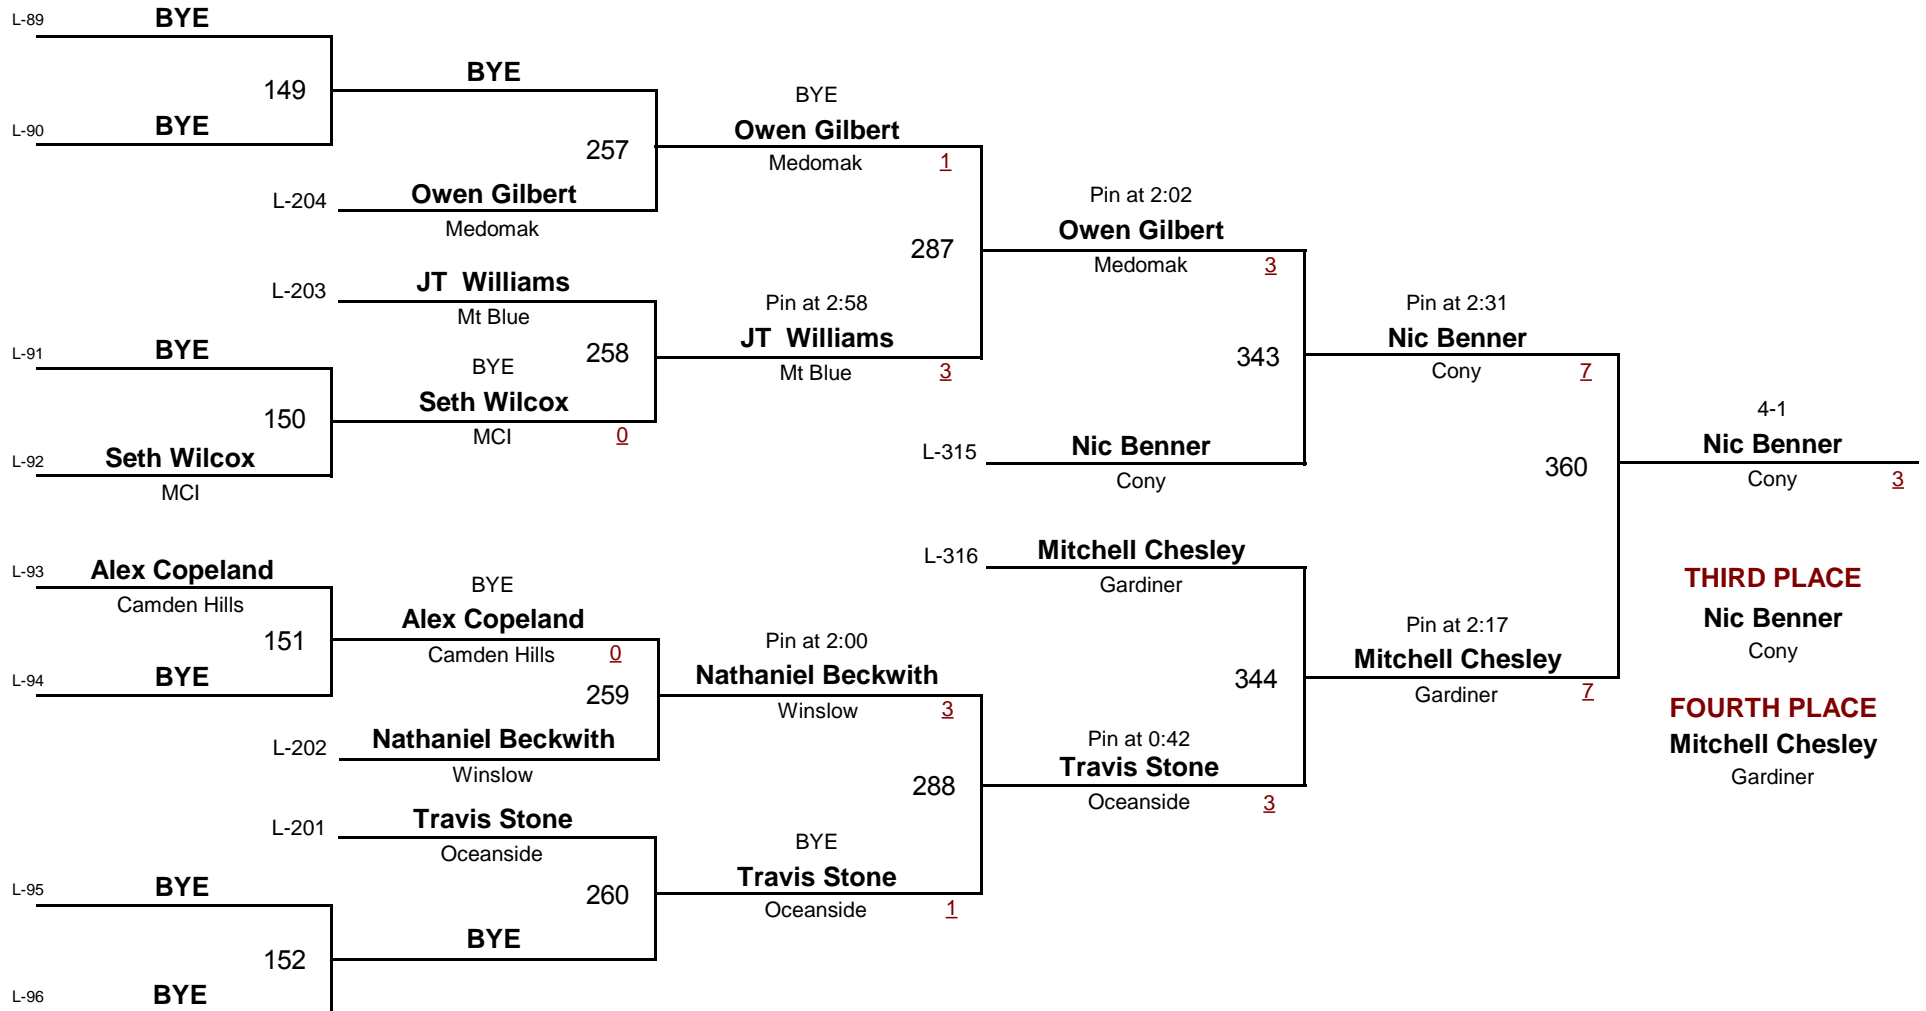 L-89 BYE
149
L-90 BYE
BYE
257
L-204 Owen Gilbert
Medomak
BYE
Owen Gilbert
Medomak 1
L-203 JT  Williams
Mt Blue
258
L-91 BYE
150
L-92 Seth Wilcox
MCI
BYE
Seth Wilcox
MCI 0
Pin at 2:58
JT  Williams
Mt Blue 3
287
Pin at 2:02
Owen Gilbert
Medomak 3
343
L-315 Nic Benner
Cony
Pin at 2:31
Nic Benner
Cony 7
360
4-1
Nic Benner
Cony 3
L-93 Alex Copeland
Camden Hills
151
L-94 BYE
BYE
Alex Copeland
Camden Hills 0
259
L-202 Nathaniel Beckwith
Winslow
Pin at 2:00
Nathaniel Beckwith
Winslow 3
288
L-201 Travis Stone
Oceanside
260
L-95 BYE
152
L-96 BYE
BYE
BYE
Travis Stone
Oceanside 1
L-316 Mitchell Chesley
Gardiner
344
Pin at 0:42
Travis Stone
Oceanside 3
Pin at 2:17
Mitchell Chesley
Gardiner 7
THIRD PLACE
Nic Benner
Cony
FOURTH PLACE
Mitchell Chesley
Gardiner